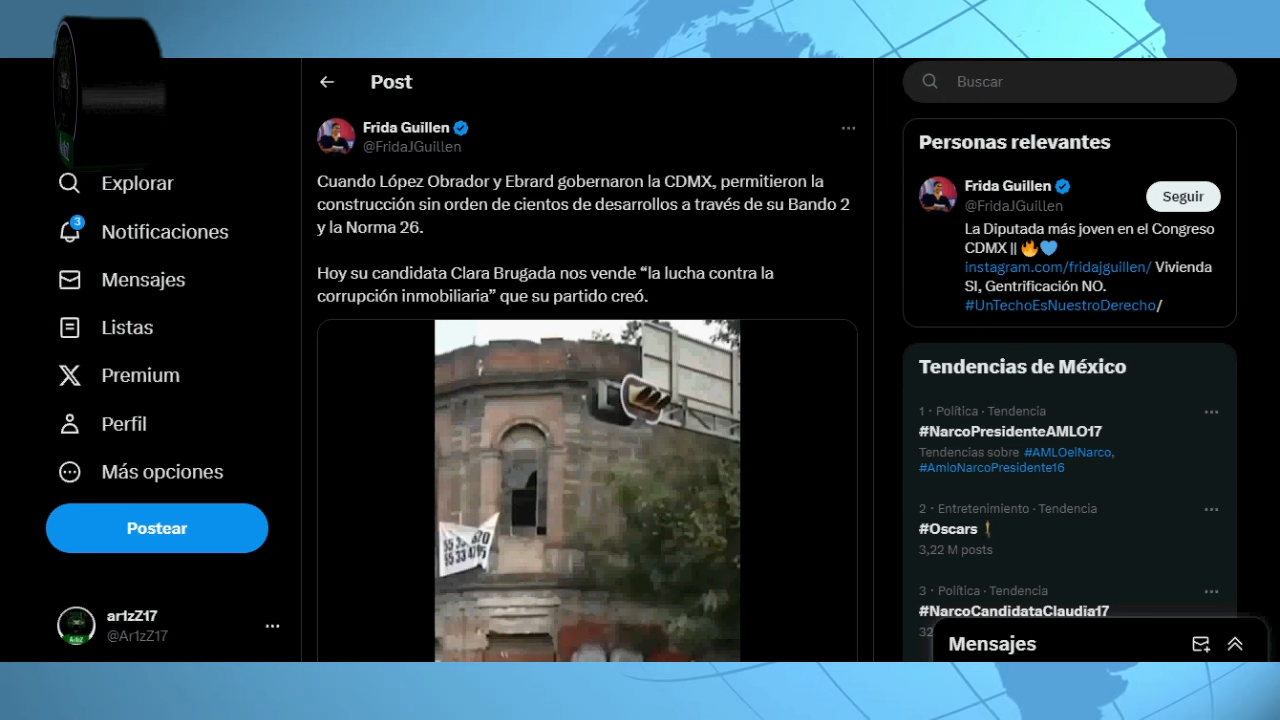 Explorar
Notificaciones
3
Mensajes
Listas
Premium
Perfil
Más opciones
Postear
ar1zZ17
@Ar1zZ17
Post
Frida Guillen
@FridaJGuillen
Cuando López Obrador y Ebrard gobernaron la CDMX, permitieron la
construcción sin orden de cientos de desarrollos a través de su Bando 2
y la Norma 26.
Hoy su candidata Clara Brugada nos vende “la lucha contra la
corrupción inmobiliaria” que su partido creó.
Buscar
Personas relevantes
Frida Guillen
@FridaJGuillen
Seguir
La Diputada más joven en el Congreso
CDMX || 🔥💙
instagram.com/fridajguillen/ Vivienda
SI, Gentrificación NO.
#UnTechoEsNuestroDerecho/
Tendencias de México
1 · Política · Tendencia
#NarcoPresidenteAMLO17
Tendencias sobre #AMLOelNarco,
#AmloNarcoPresidente16
2 · Entretenimiento · Tendencia
#Oscars
3,22 M posts
3 · Política · Tendencia
#NarcoCandidataClaudia17
Mensajes